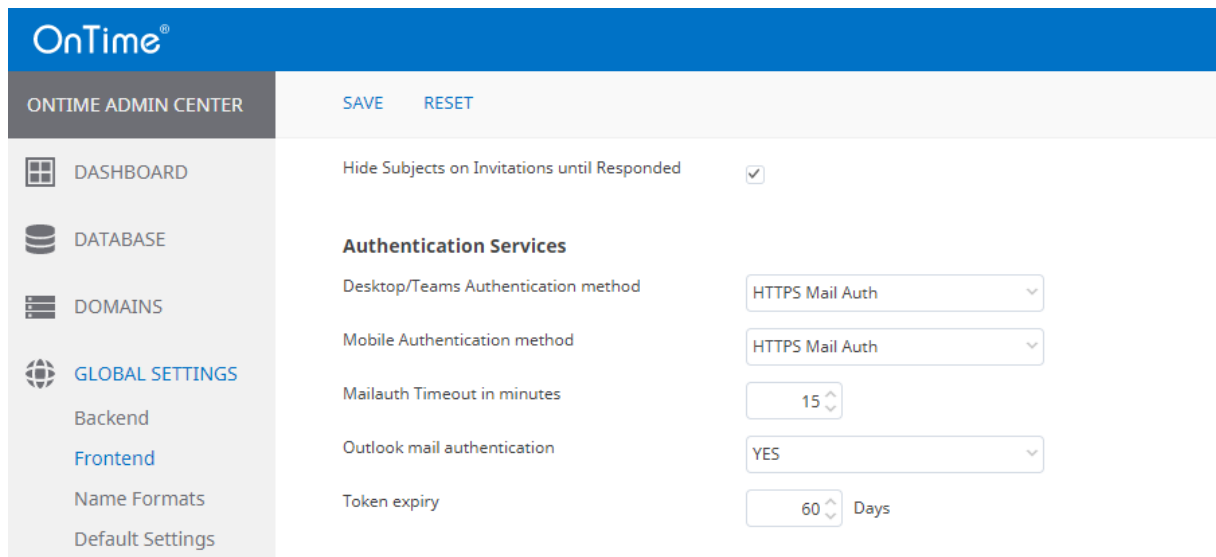 OnTime®
ONTIME ADMIN CENTER
SAVE RESET
DASHBOARD
DATABASE
DOMAINS
GLOBAL SETTINGS
Backend
Frontend
Name Formats
Default Settings
Hide Subjects on Invitations until Responded
Authentication Services
Desktop/Teams Authentication method HTTPS Mail Auth
Mobile Authentication method HTTPS Mail Auth
Mailauth Timeout in minutes 15
Outlook mail authentication YES
Token expiry 60 Days